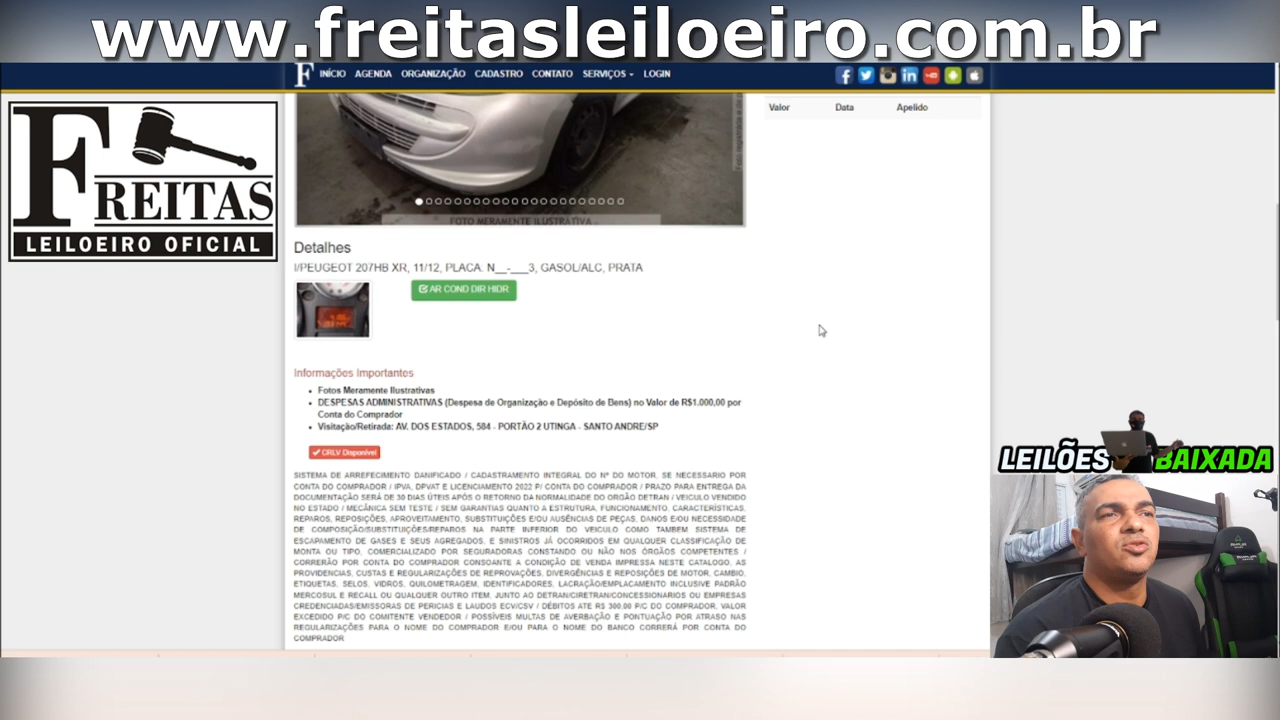 www.freitasleiloeiro.com.br
F INÍCIO AGENDA ORGANIZAÇÃO CADASTRO CONTATO SERVIÇOS LOGIN
FREITAS
LEILOEIRO OFICIAL
Valor Data Apelido
FOTO MERAMENTE ILUSTRATIVA -
Detalhes
I/PEUGEOT 207HB XR, 11/12, PLACA: N__-___3, GASOL/ALC, PRATA
AR COND DIR HIDR
Informações Importantes
• Fotos Meramente Ilustrativas
• DESPESAS ADMINISTRATIVAS (Despesa de Organização e Depósito de Bens) no Valor de R$1.000,00 por
Conta do Comprador
• Visitação/Retirada: AV. DOS ESTADOS, 584 - PORTÃO 2 UTINGA - SANTO ANDRE/SP
CRLV Disponível
SISTEMA DE ARREFECIMENTO DANIFICADO / CADASTRAMENTO INTEGRAL DO Nº DO MOTOR, SE NECESSARIO POR
CONTA DO COMPRADOR / IPVA, DPVAT E LICENCIAMENTO 2022 P/ CONTA DO COMPRADOR / PRAZO PARA ENTREGA DA
DOCUMENTAÇÃO SERÁ DE 30 DIAS ÚTEIS APÓS O RETORNO DA NORMALIDADE DO ORGÃO DETRAN / VEICULO VENDIDO
NO ESTADO / MECÂNICA SEM TESTE / SEM GARANTIAS QUANTO A ESTRUTURA, FUNCIONAMENTO, CARACTERÍSTICAS,
REPAROS, REPOSIÇÕES, APROVEITAMENTO, SUBSTITUIÇÕES E/OU AUSÊNCIAS DE PEÇAS, DANOS E/OU NECESSIDADE
DE COMPOSIÇÃO/SUBSTITUIÇÕES/REPAROS NA PARTE INFERIOR DO VEICULO COMO TAMBEM SISTEMA DE
ESCAPAMENTO DE GASES E SEUS AGREGADOS, E SINISTROS JÁ OCORRIDOS EM QUALQUER CLASSIFICAÇÃO DE
MONTA OU TIPO, COMERCIALIZADO POR SEGURADORAS CONSTANDO OU NÃO NOS ÓRGÃOS COMPETENTES /
CORRERÃO POR CONTA DO COMPRADOR CONSOANTE A CONDIÇÃO DE VENDA IMPRESSA NESTE CATALOGO, AS
PROVIDENCIAS, CUSTAS E REGULARIZAÇÕES DE REPROVAÇÕES, DIVERGÊNCIAS E REPOSIÇÕES DE MOTOR, CAMBIO,
ETIQUETAS, SELOS, VIDROS, QUILOMETRAGEM, IDENTIFICADORES, LACRAÇÃO/EMPLACAMENTO INCLUSIVE PADRÃO
MERCOSUL E RECALL OU QUALQUER OUTRO ITEM, JUNTO AO DETRAN/CIRETRAN/CONCESSIONARIOS OU EMPRESAS
CREDENCIADAS/EMISSORAS DE PERICIAS E LAUDOS ECV/CSV / DÉBITOS ATE R$ 300,00 P/C DO COMPRADOR, VALOR
EXCEDIDO P/C DO COMITENTE VENDEDOR / POSSÍVEIS MULTAS DE AVERBAÇÃO E PONTUAÇÃO POR ATRASO NAS
REGULARIZAÇÕES PARA O NOME DO COMPRADOR E/OU PARA O NOME DO BANCO CORRERÁ POR CONTA DO
COMPRADOR
LEILÕES BAIXADA